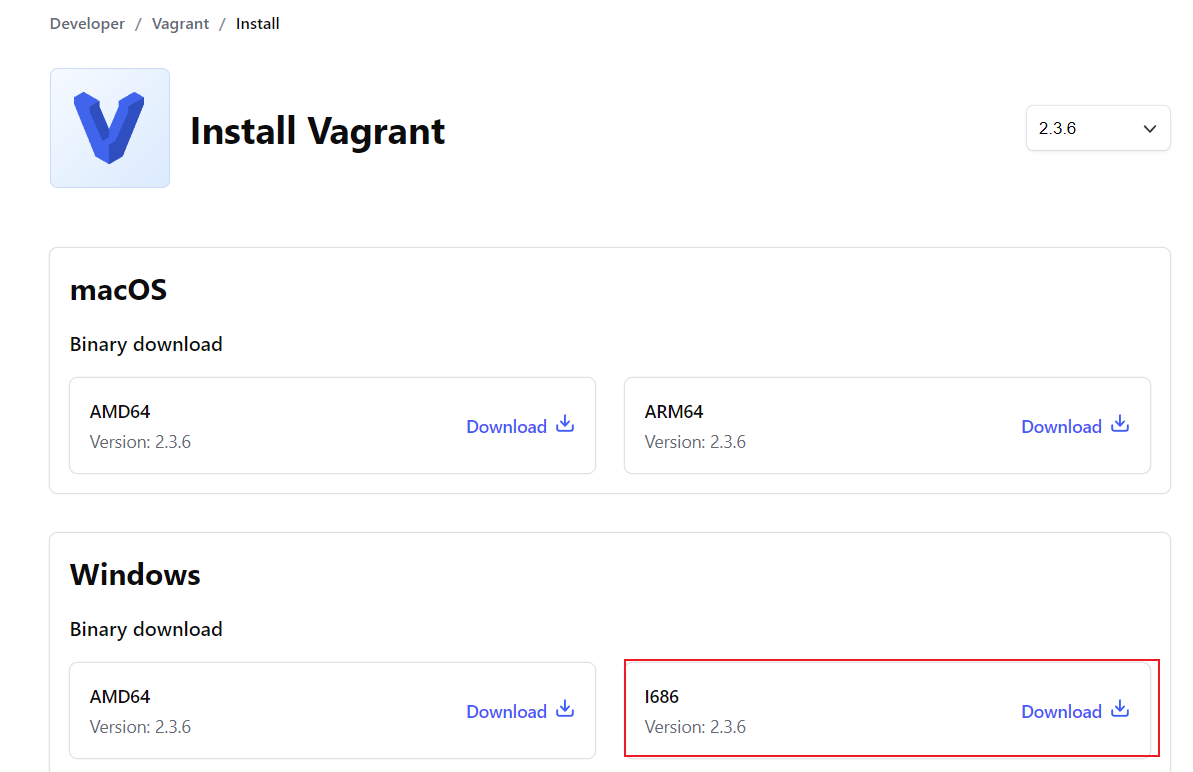 Developer / Vagrant / Install
Install Vagrant
2.3.6
macOS
Binary download
AMD64
Version: 2.3.6
Download
ARM64
Version: 2.3.6
Download
Windows
Binary download
AMD64
Version: 2.3.6
Download
I686
Version: 2.3.6
Download